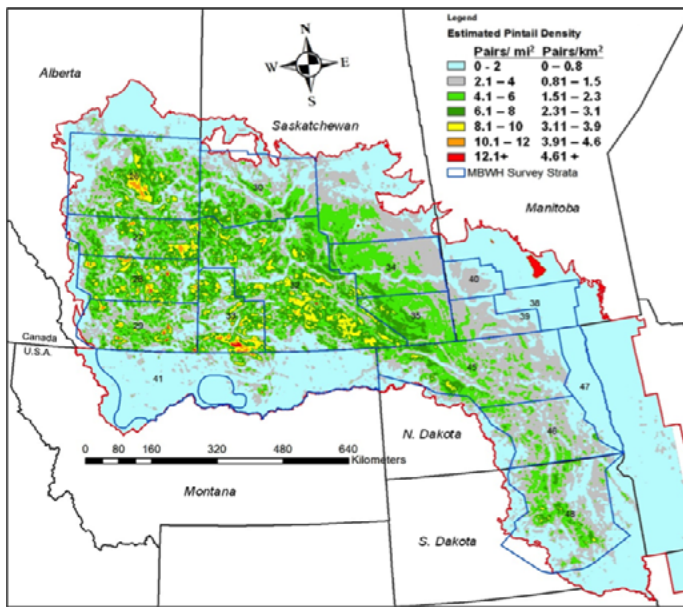 Legend
Estimated Pintail Density
Pairs/ mi² Pairs/km²
0 - 2 0 – 0.8
2.1 – 4 0.81 – 1.5
4.1 – 6 1.51 – 2.3
6.1 – 8 2.31 – 3.1
8.1 – 10 3.11 – 3.9
10.1 – 12 3.91 – 4.6
12.1+ 4.61 +
MBWH Survey Strata
N
W E
S
Alberta
Saskatchewan
Manitoba
30
34
40
38
39
32
33
35
29
Canada
U.S.A.
41
45
47
46
48
N. Dakota
S. Dakota
Montana
0 80 160 320 480 640
Kilometers